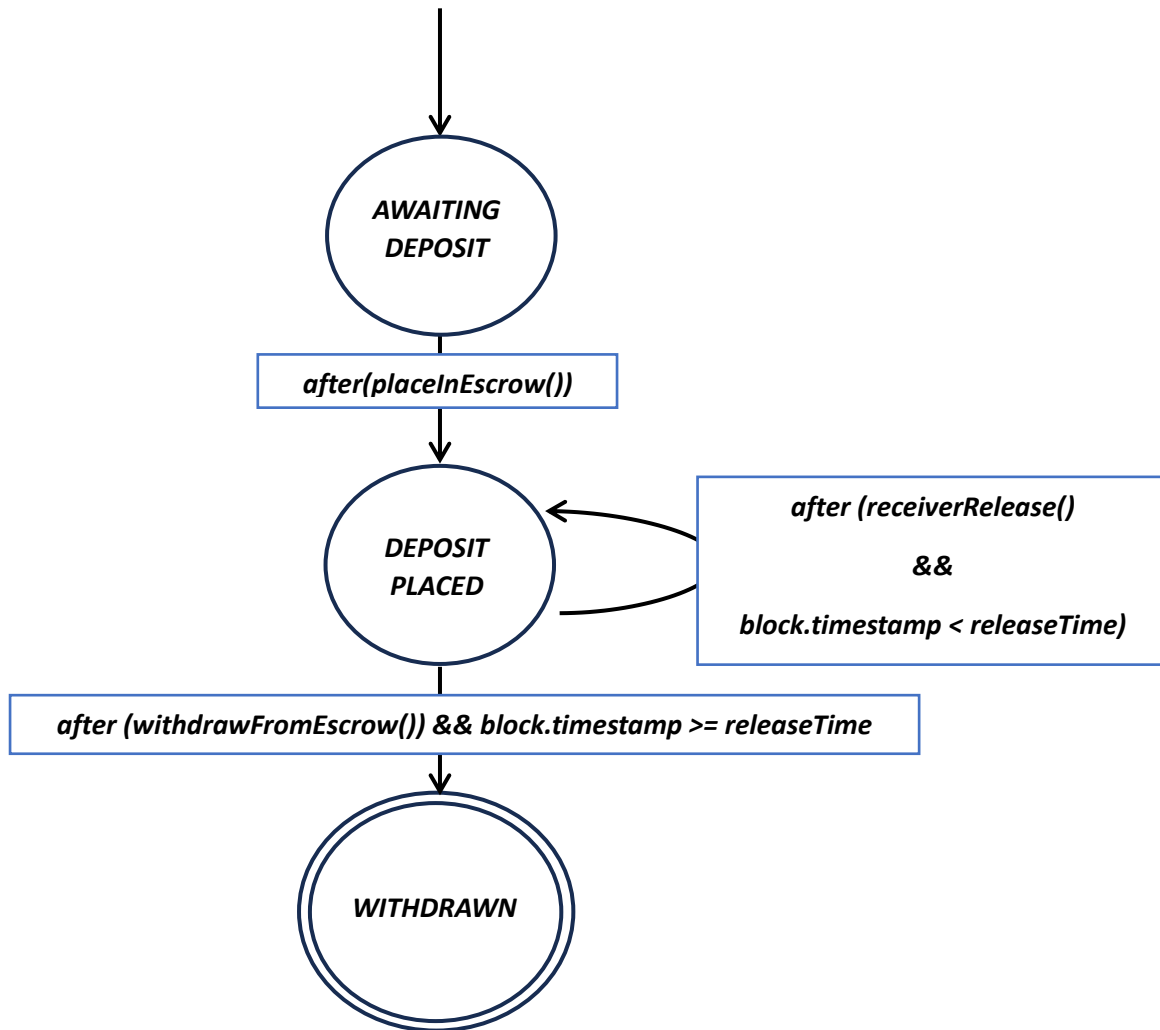 AWAITING
DEPOSIT
after(placeInEscrow())
DEPOSIT
PLACED
after (receiverRelease()
&&
block.timestamp < releaseTime)
after (withdrawFromEscrow()) && block.timestamp >= releaseTime
WITHDRAWN